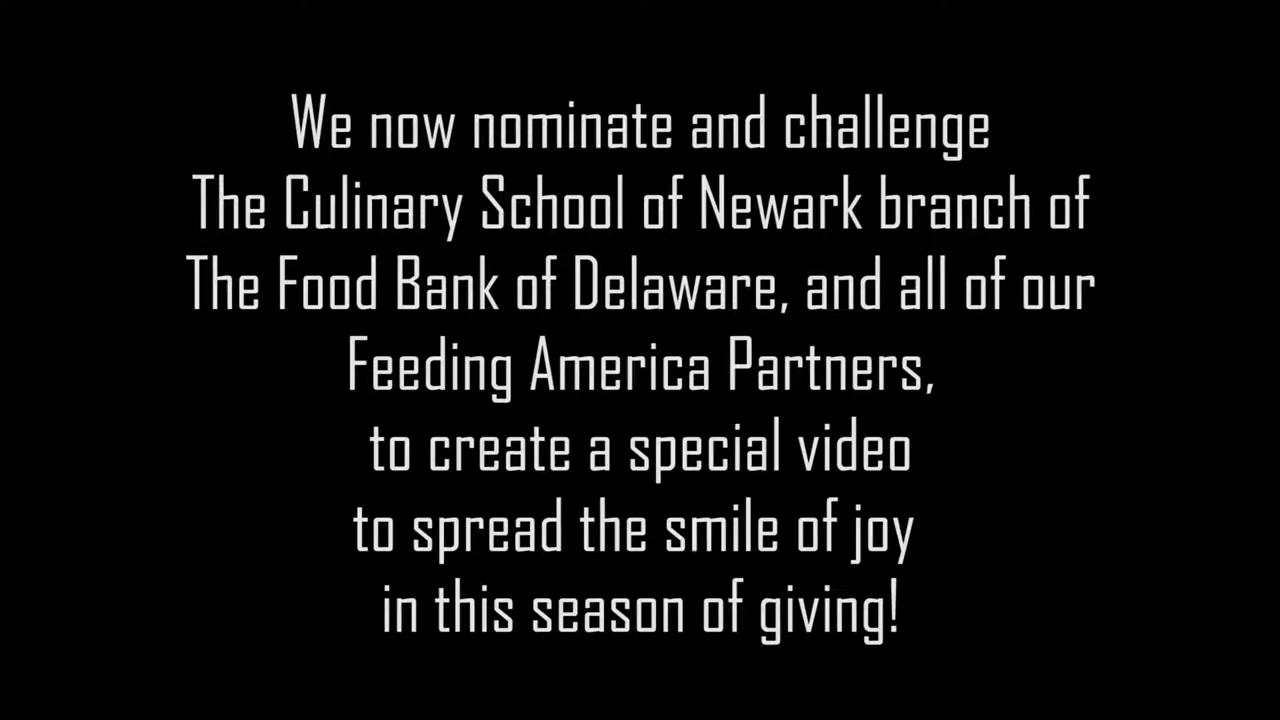 We now nominate and challenge
The Culinary School of Newark branch of
The Food Bank of Delaware, and all of our
Feeding America Partners,
to create a special video
to spread the smile of joy
in this season of giving!